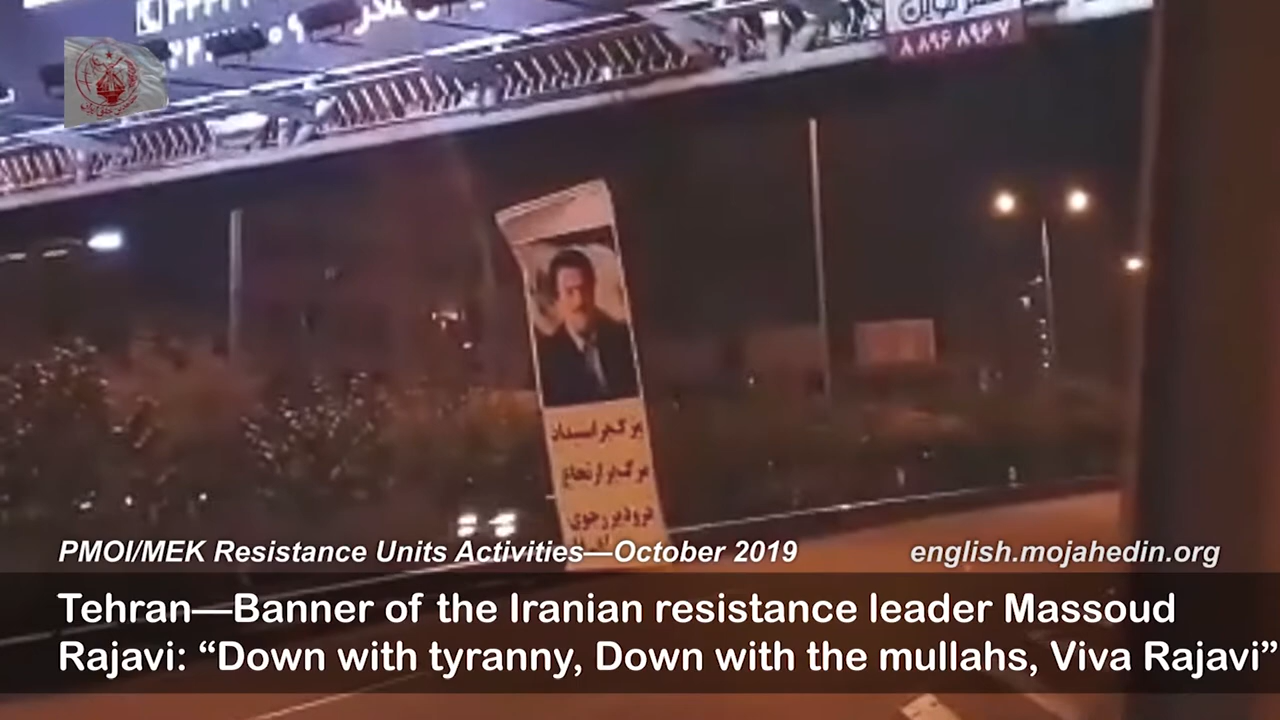 ۸۸۹۶۸۹۶۷
مرگ بر استبداد
مرگ بر ارتجاع
درود بر رجوی
PMOI/MEK Resistance Units Activities—October 2019
english.mojahedin.org
Tehran—Banner of the Iranian resistance leader Massoud
Rajavi: “Down with tyranny, Down with the mullahs, Viva Rajavi”